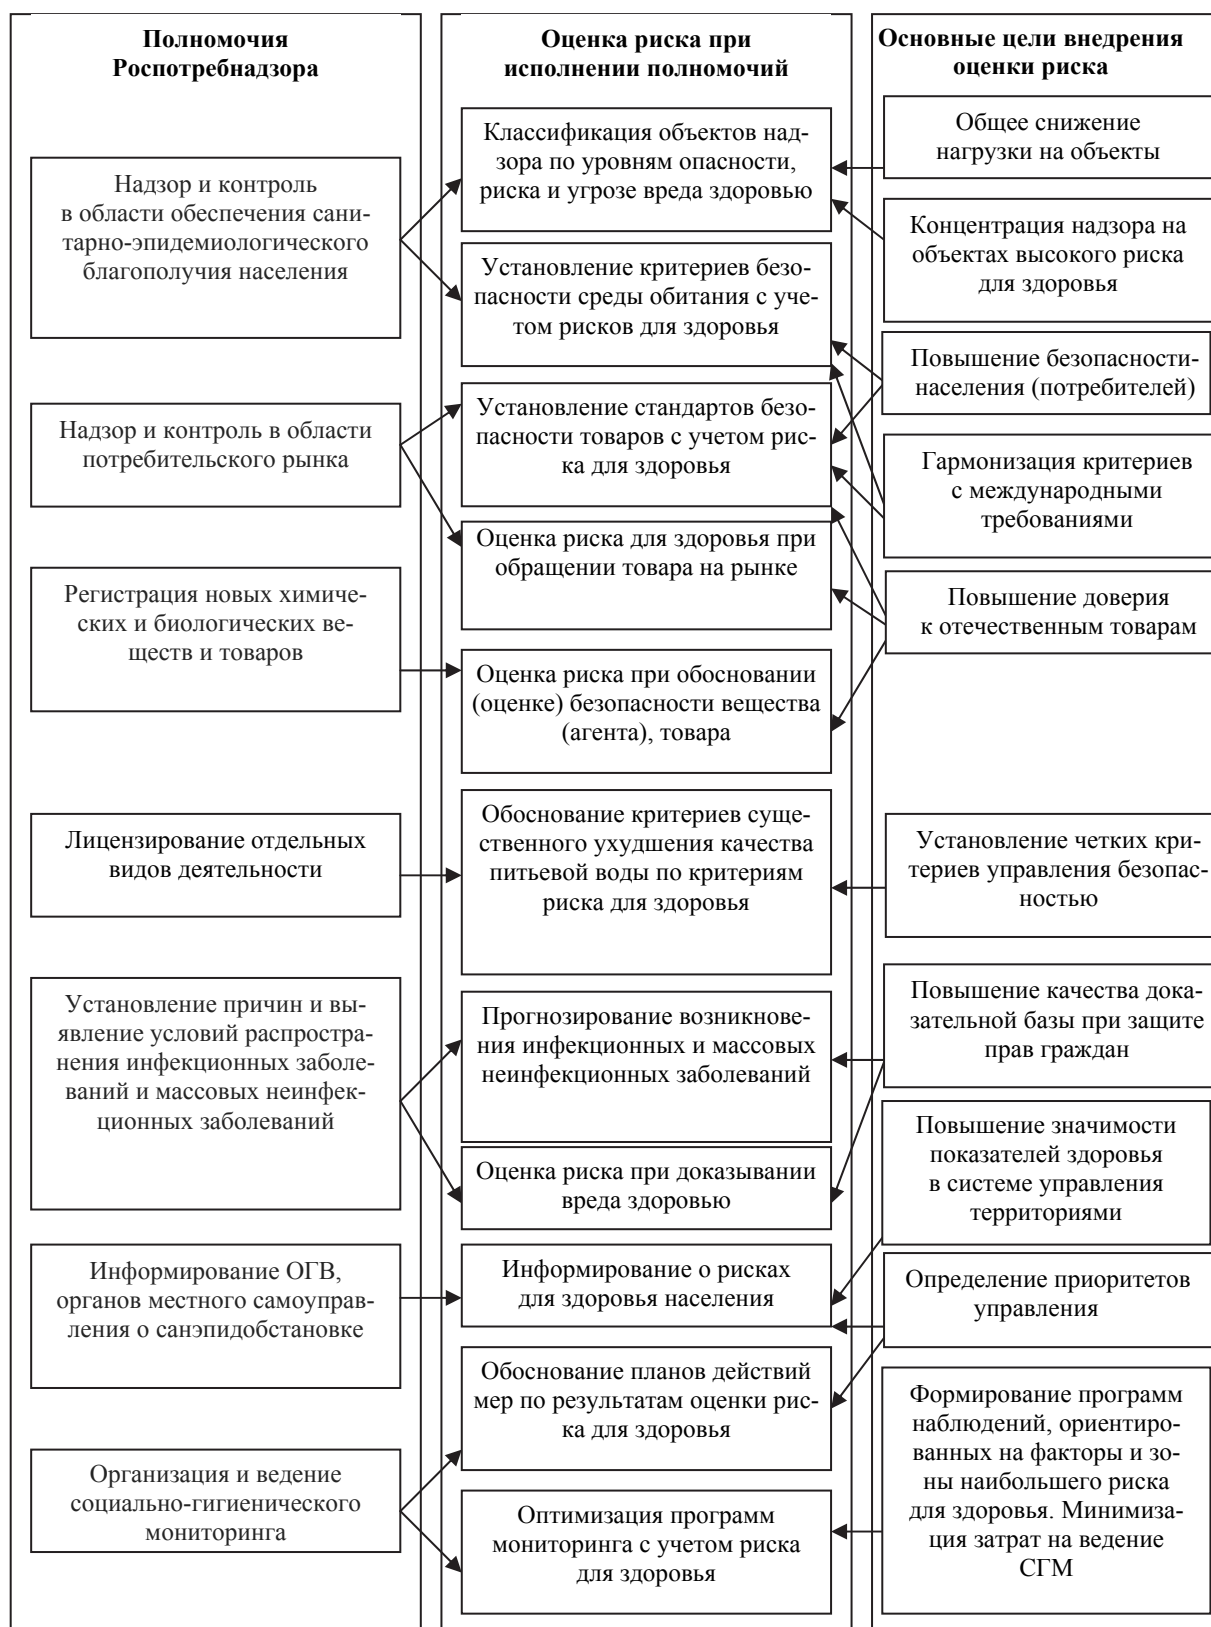 Полномочия
Роспотребнадзора
Надзор и контроль
в области обеспечения сани-
тарно-эпидемиологического
благополучия населения
Надзор и контроль в области
потребительского рынка
Регистрация новых химиче-
ских и биологических ве-
ществ и товаров
Лицензирование отдельных
видов деятельности
Установление причин и вы-
явление условий распростра-
нения инфекционных заболе-
ваний и массовых неинфек-
ционных заболеваний
Информирование ОГВ,
органов местного самоуправ-
ления о санэпидобстановке
Организация и ведение
социально-гигиенического
мониторинга
Оценка риска при
исполнении полномочий
Классификация объектов над-
зора по уровням опасности,
риска и угрозе вреда здоровью
Установление критериев безо-
пасности среды обитания с уче-
том рисков для здоровья
Установление стандартов безо-
пасности товаров с учетом рис-
ка для здоровья
Оценка риска для здоровья при
обращении товара на рынке
Оценка риска при обосновании
(оценке) безопасности вещества
(агента), товара
Обоснование критериев суще-
ственного ухудшения качества
питьевой воды по критериям
риска для здоровья
Прогнозирование возникнове-
ния инфекционных и массовых
неинфекционных заболеваний
Оценка риска при доказывании
вреда здоровью
Информирование о рисках
для здоровья населения
Обоснование планов действий
мер по результатам оценки рис-
ка для здоровья
Оптимизация программ
мониторинга с учетом риска
для здоровья
Основные цели внедрения
оценки риска
Общее снижение
нагрузки на объекты
Концентрация надзора на
объектах высокого риска
для здоровья
Повышение безопасности-
населения (потребителей)
Гармонизация критериев
с международными
требованиями
Повышение доверия
к отечественным товарам
Установление четких кри-
териев управления безопас-
ностью
Повышение качества дока-
зательной базы при защите
прав граждан
Повышение значимости
показателей здоровья
в системе управления
территориями
Определение приоритетов
управления
Формирование программ
наблюдений, ориентиро-
ванных на факторы и зо-
ны наибольшего риска
для здоровья. Минимиза-
ция затрат на ведение
СГМ